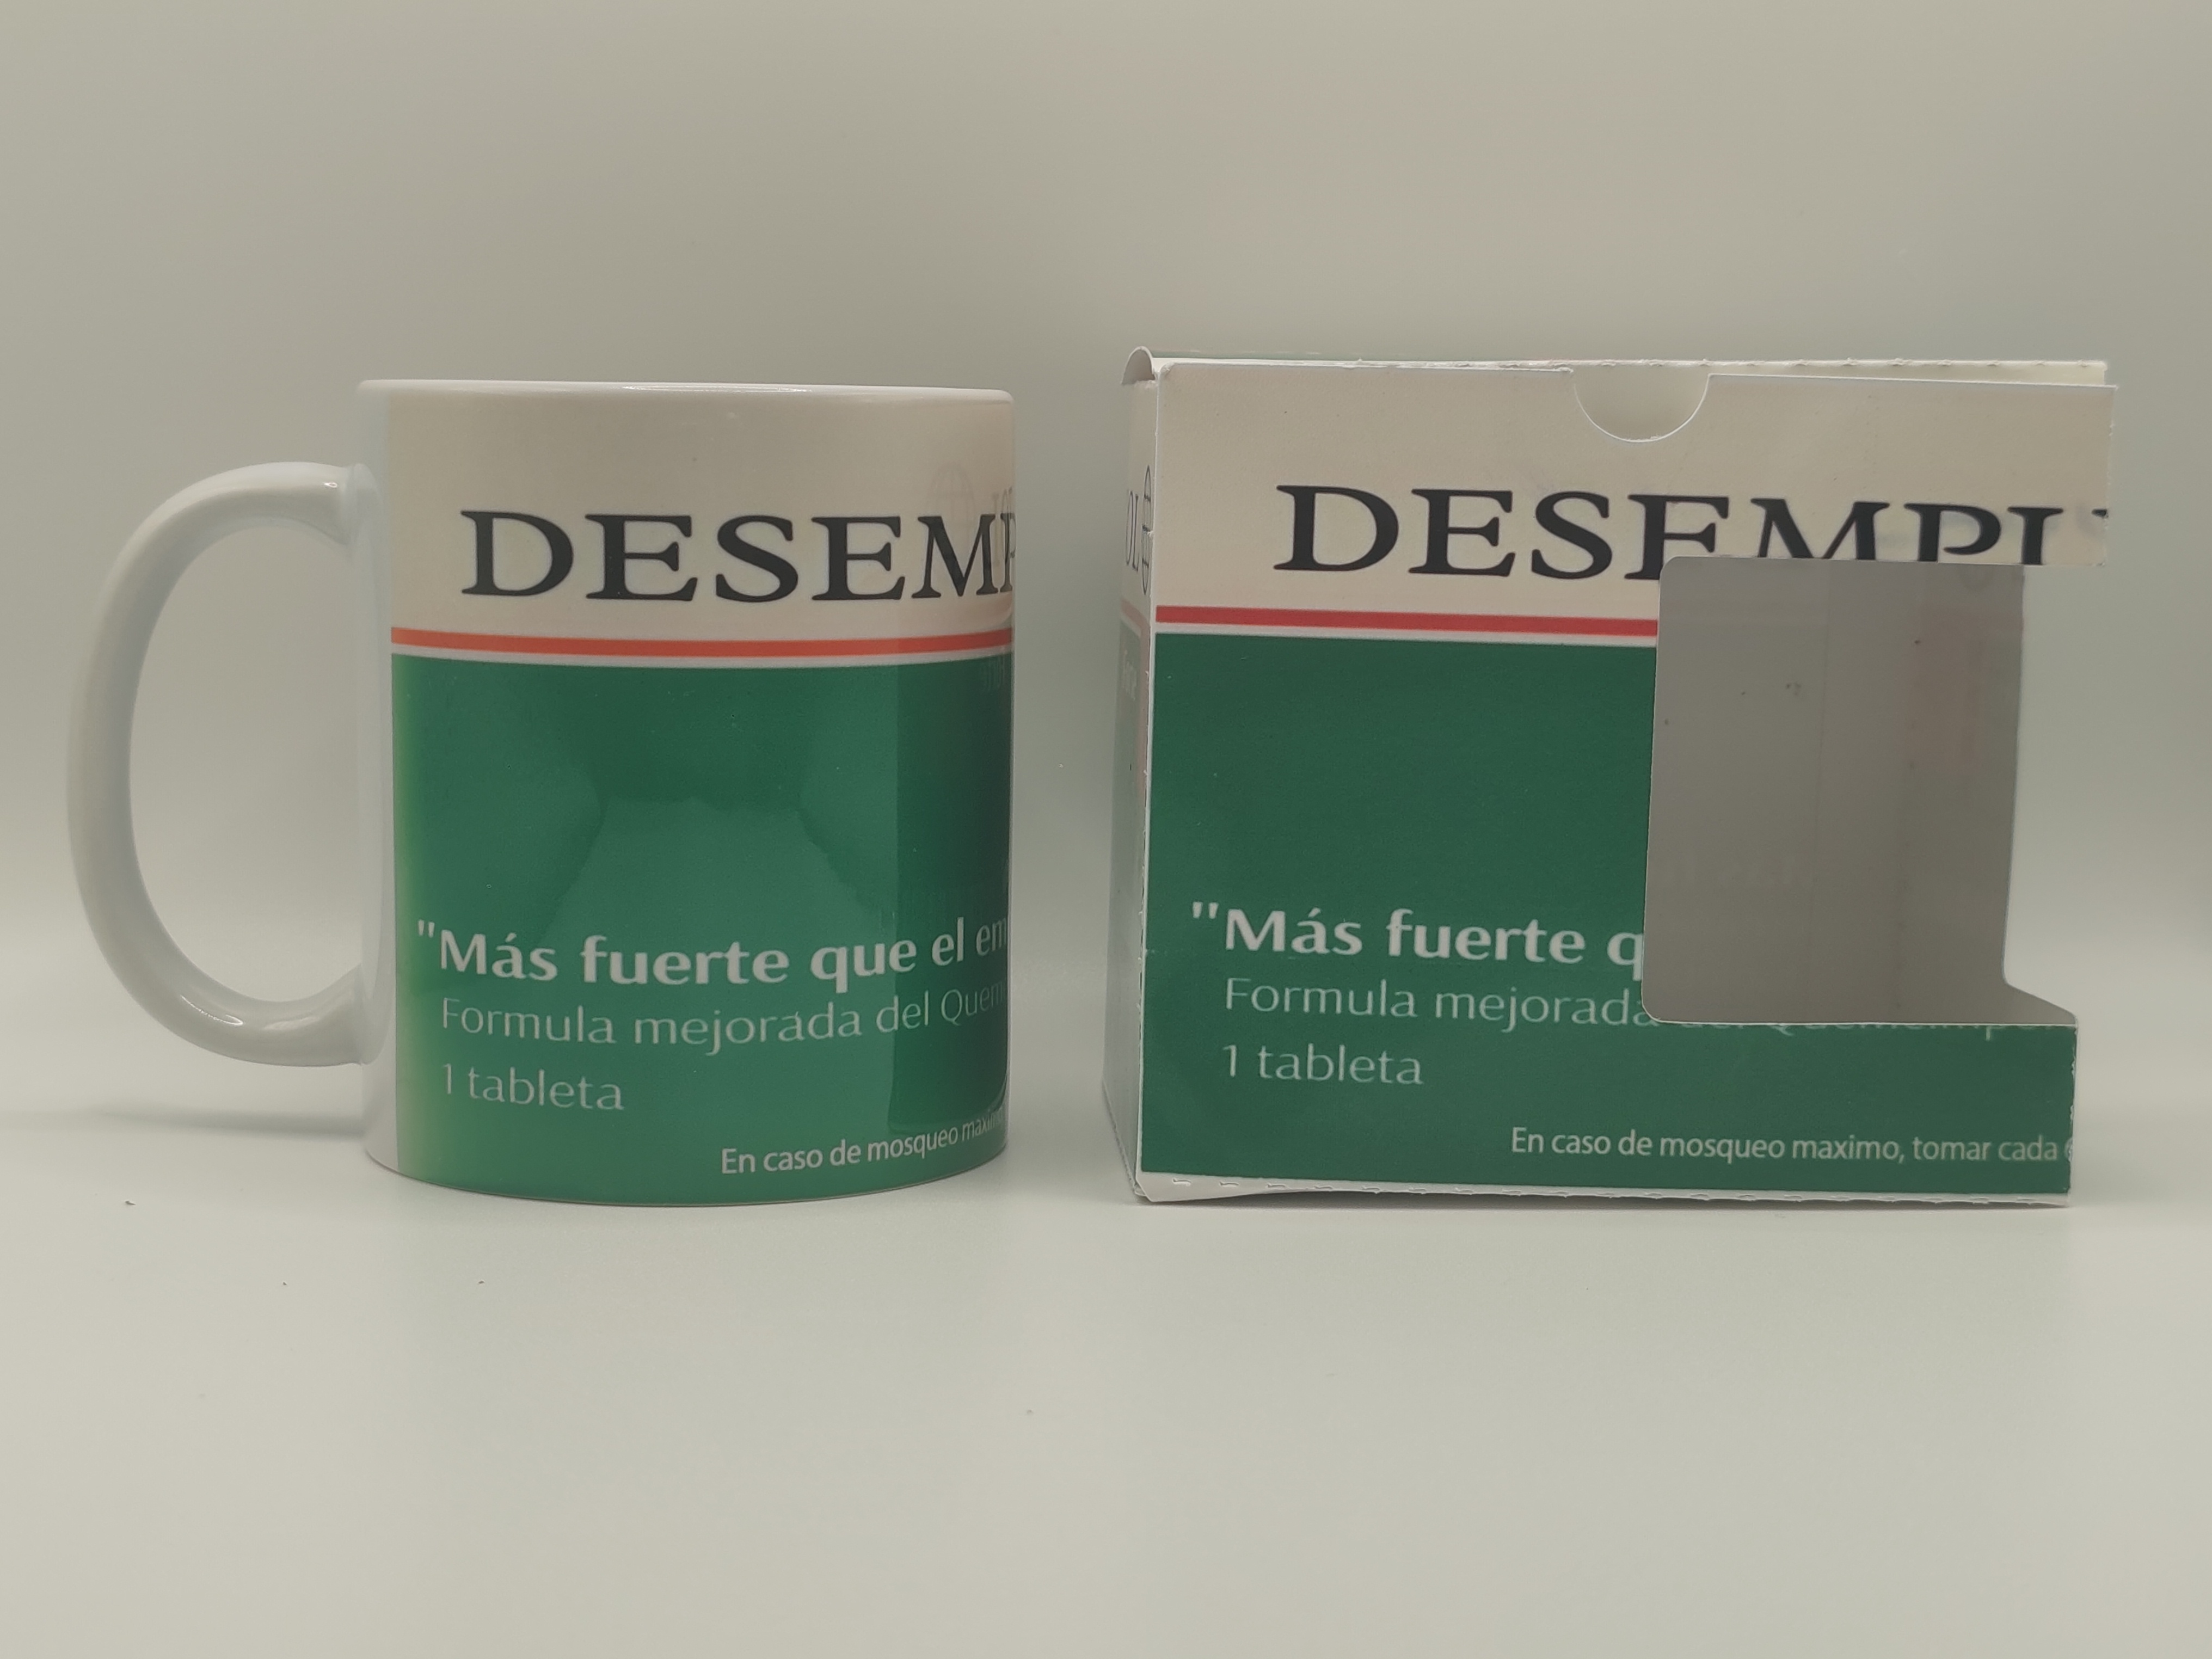 DESEM
"Más fuerte que el em
Formula mejorada del Quem
1 tableta
En caso de mosqueo maxim
DESEMPL
"Más fuerte q
Formula mejorada
1 tableta
En caso de mosqueo maximo, tomar cada